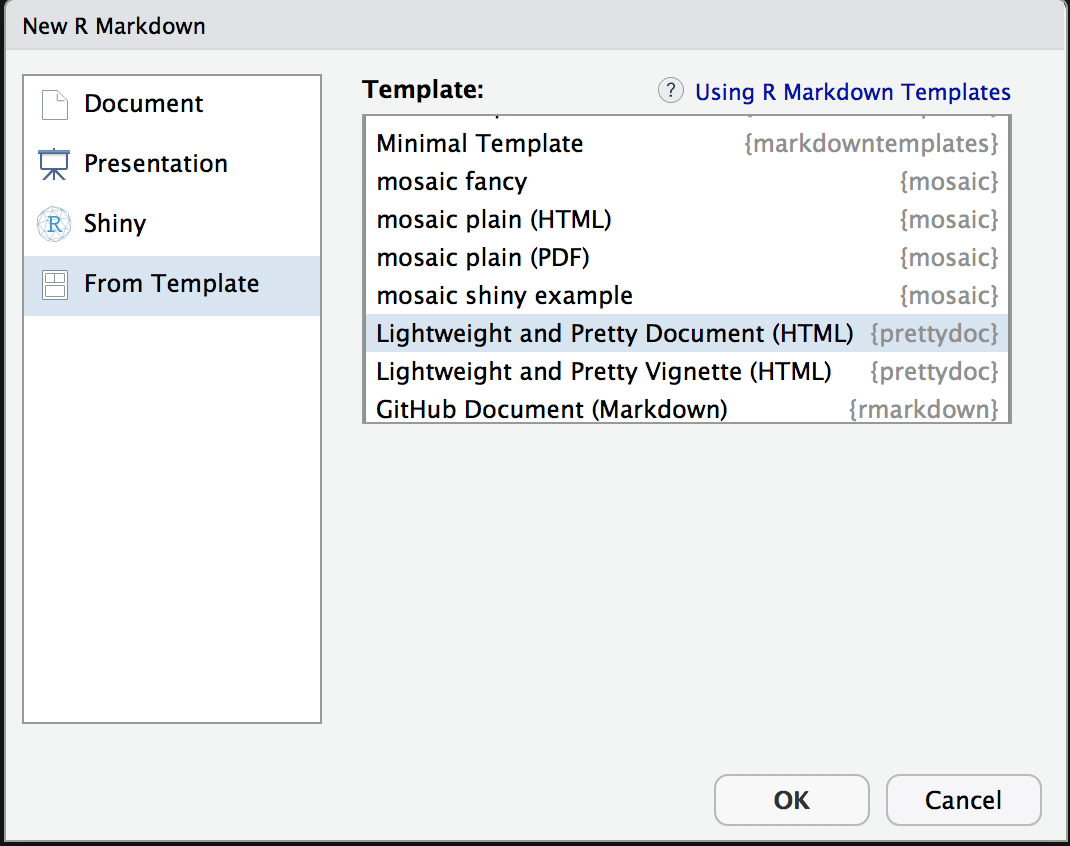 New R Markdown
Document
Presentation
R Shiny
From Template
Template: ? Using R Markdown Templates
Minimal Template {markdowntemplates}
mosaic fancy {mosaic}
mosaic plain (HTML) {mosaic}
mosaic plain (PDF) {mosaic}
mosaic shiny example {mosaic}
Lightweight and Pretty Document (HTML) {prettydoc}
Lightweight and Pretty Vignette (HTML) {prettydoc}
GitHub Document (Markdown) {rmarkdown}
OK Cancel